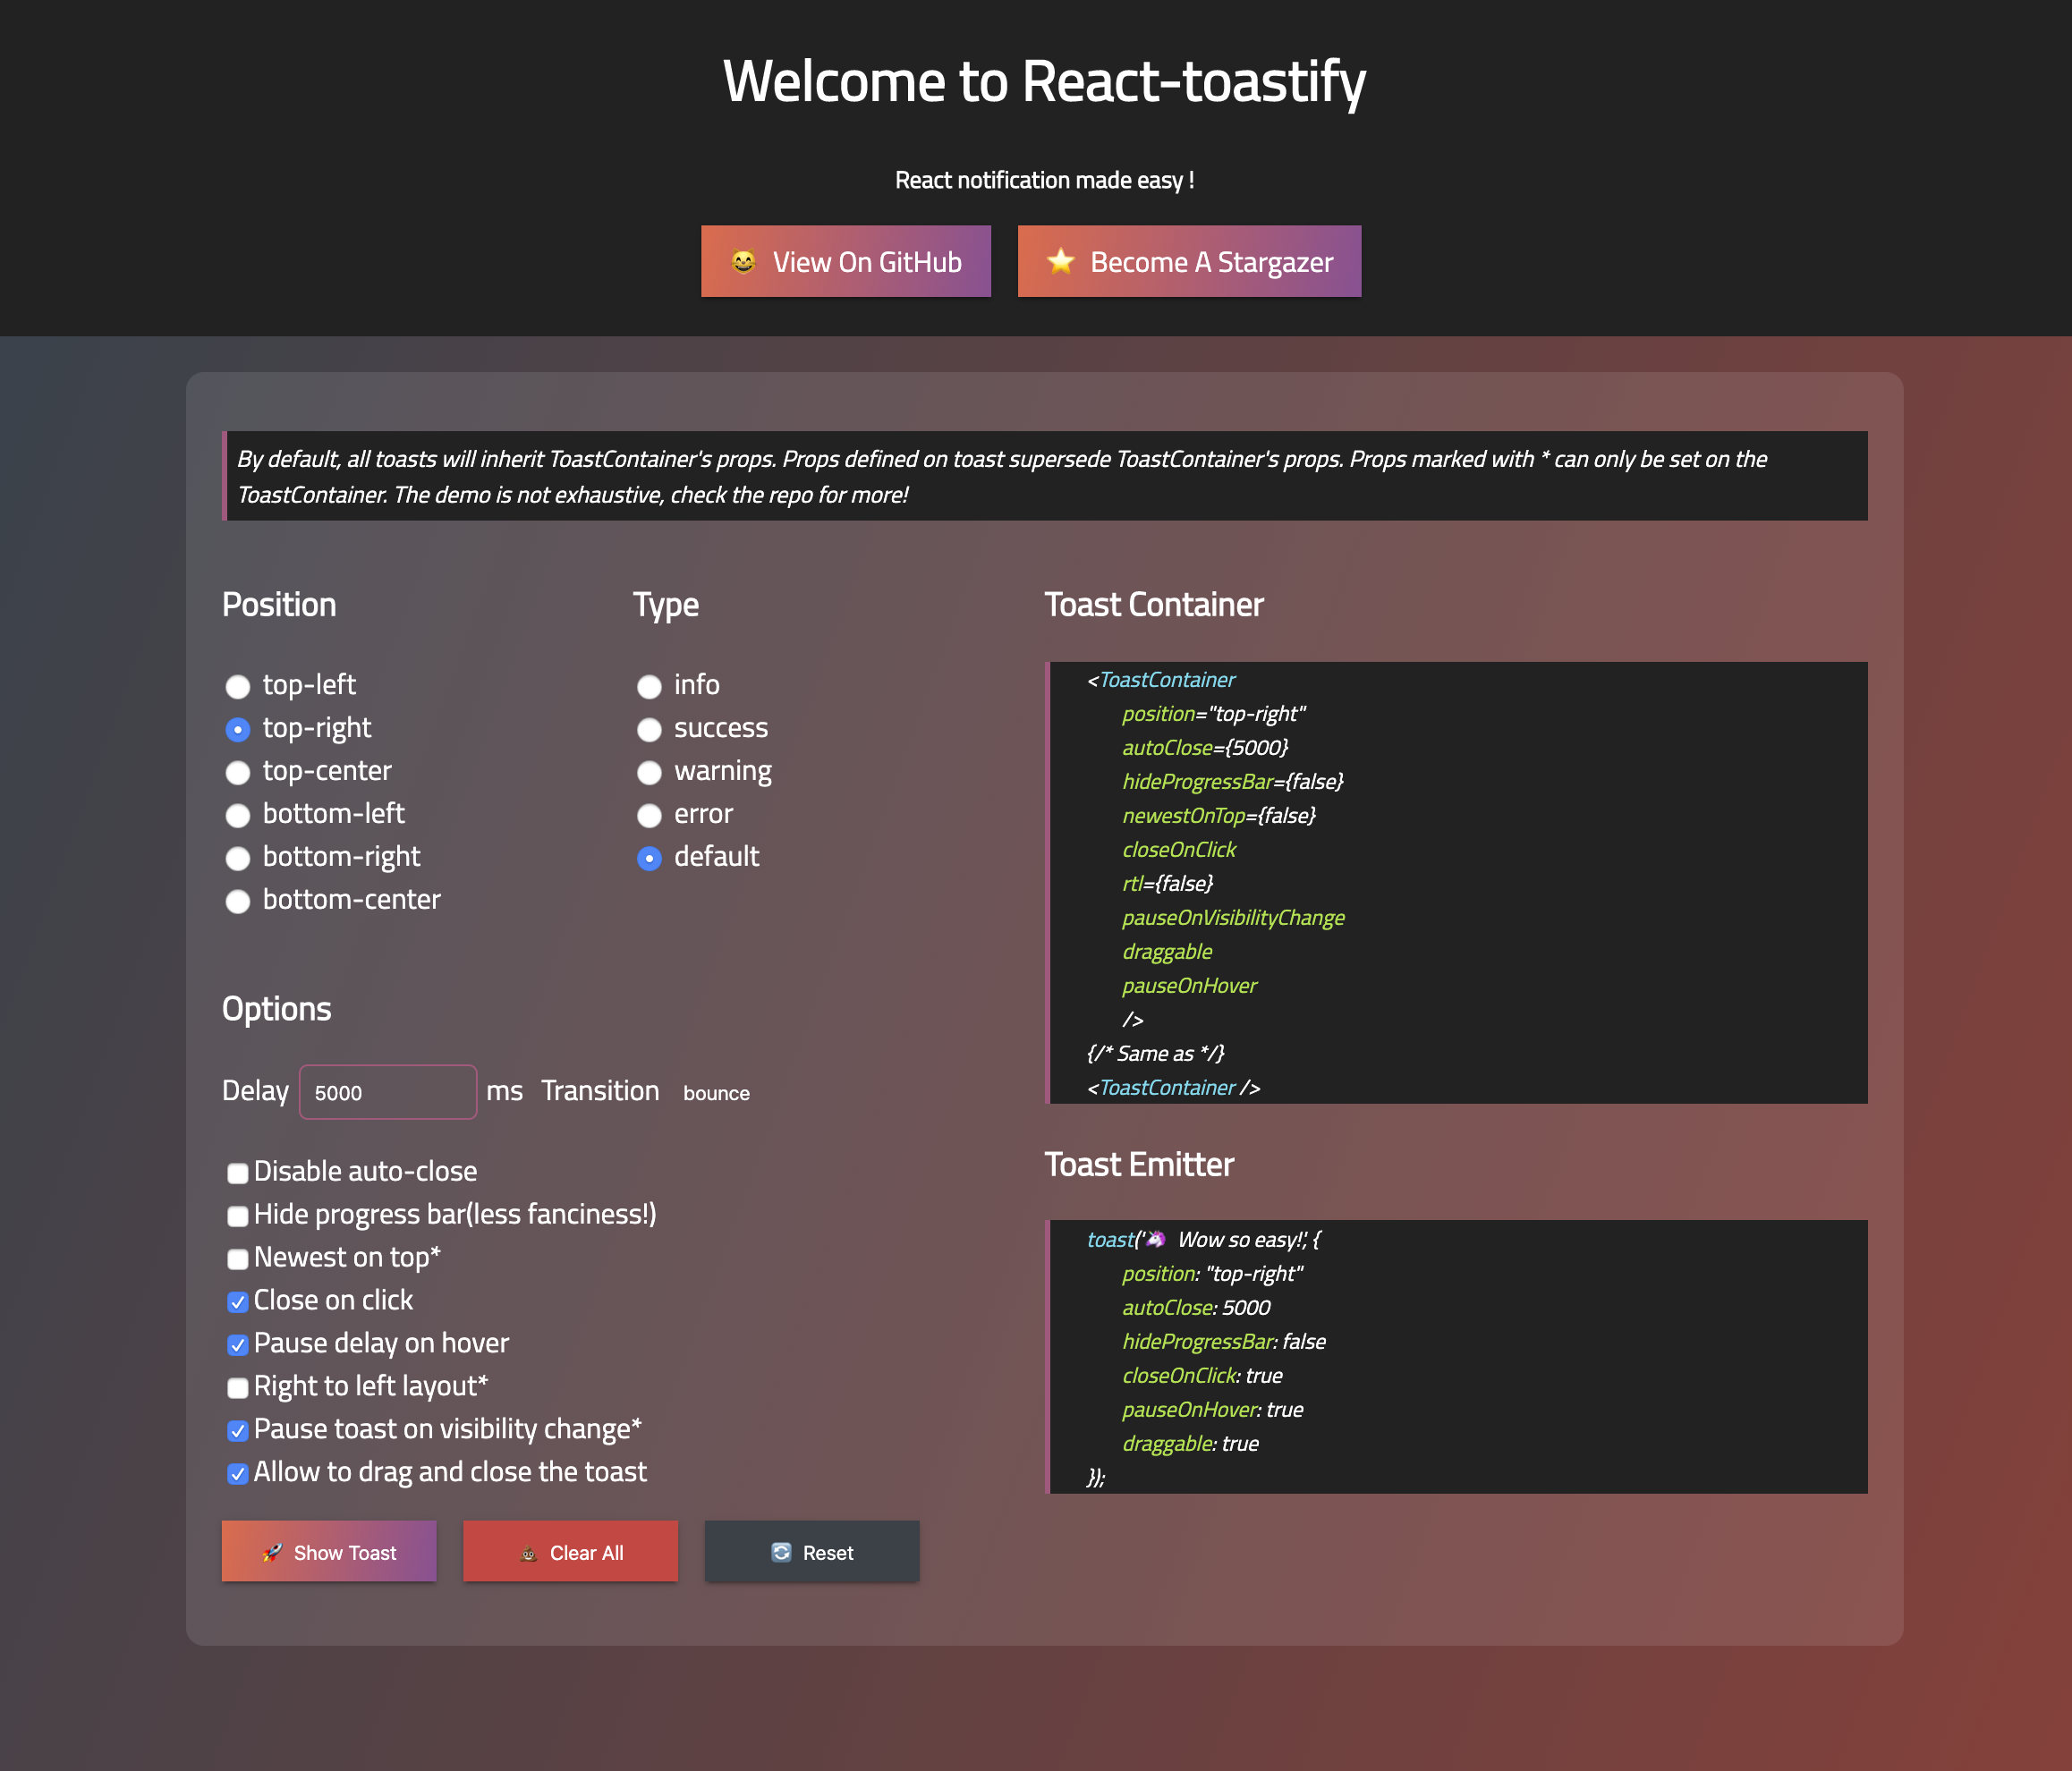 Welcome to React-toastify
React notification made easy !
😸 View On GitHub
⭐ Become A Stargazer
By default, all toasts will inherit ToastContainer's props. Props defined on toast supersede ToastContainer's props. Props marked with * can only be set on the
ToastContainer. The demo is not exhaustive, check the repo for more!
Position
top-left
top-right
top-center
bottom-left
bottom-right
bottom-center
Type
info
success
warning
error
default
Options
Delay 5000 ms Transition bounce
Disable auto-close
Hide progress bar(less fanciness!)
Newest on top*
Close on click
Pause delay on hover
Right to left layout*
Pause toast on visibility change*
Allow to drag and close the toast
🚀 Show Toast
💩 Clear All
🔄 Reset
Toast Container
<ToastContainer
position="top-right"
autoClose={5000}
hideProgressBar={false}
newestOnTop={false}
closeOnClick
rtl={false}
pauseOnVisibilityChange
draggable
pauseOnHover
/>
{/* Same as */}
<ToastContainer />
Toast Emitter
toast('🦄 Wow so easy!', {
position: "top-right"
autoClose: 5000
hideProgressBar: false
closeOnClick: true
pauseOnHover: true
draggable: true
});